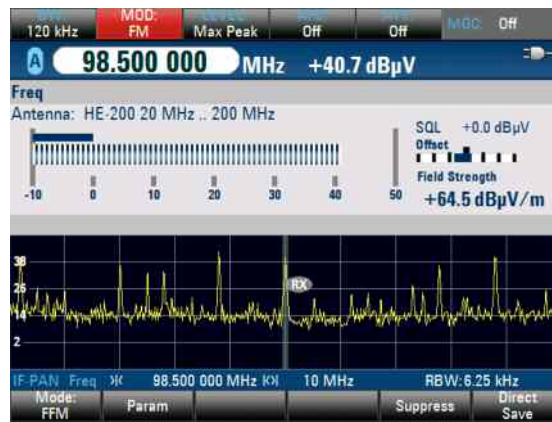 120 kHz MOD: FM Max Peak Off Off MGC: Off
A 98.500 000 MHz +40.7 dBµV
Freq
Antenna: HE-200 20 MHz .. 200 MHz
SQL +0.0 dBµV
Offset
-10 0 10 20 30 40 50
Field Strength
+64.5 dBµV/m
38
26
14
2
RX
IF-PAN Freq 98.500 000 MHz 10 MHz RBW: 6.25 kHz
Mode: FFM Param Suppress Direct Save